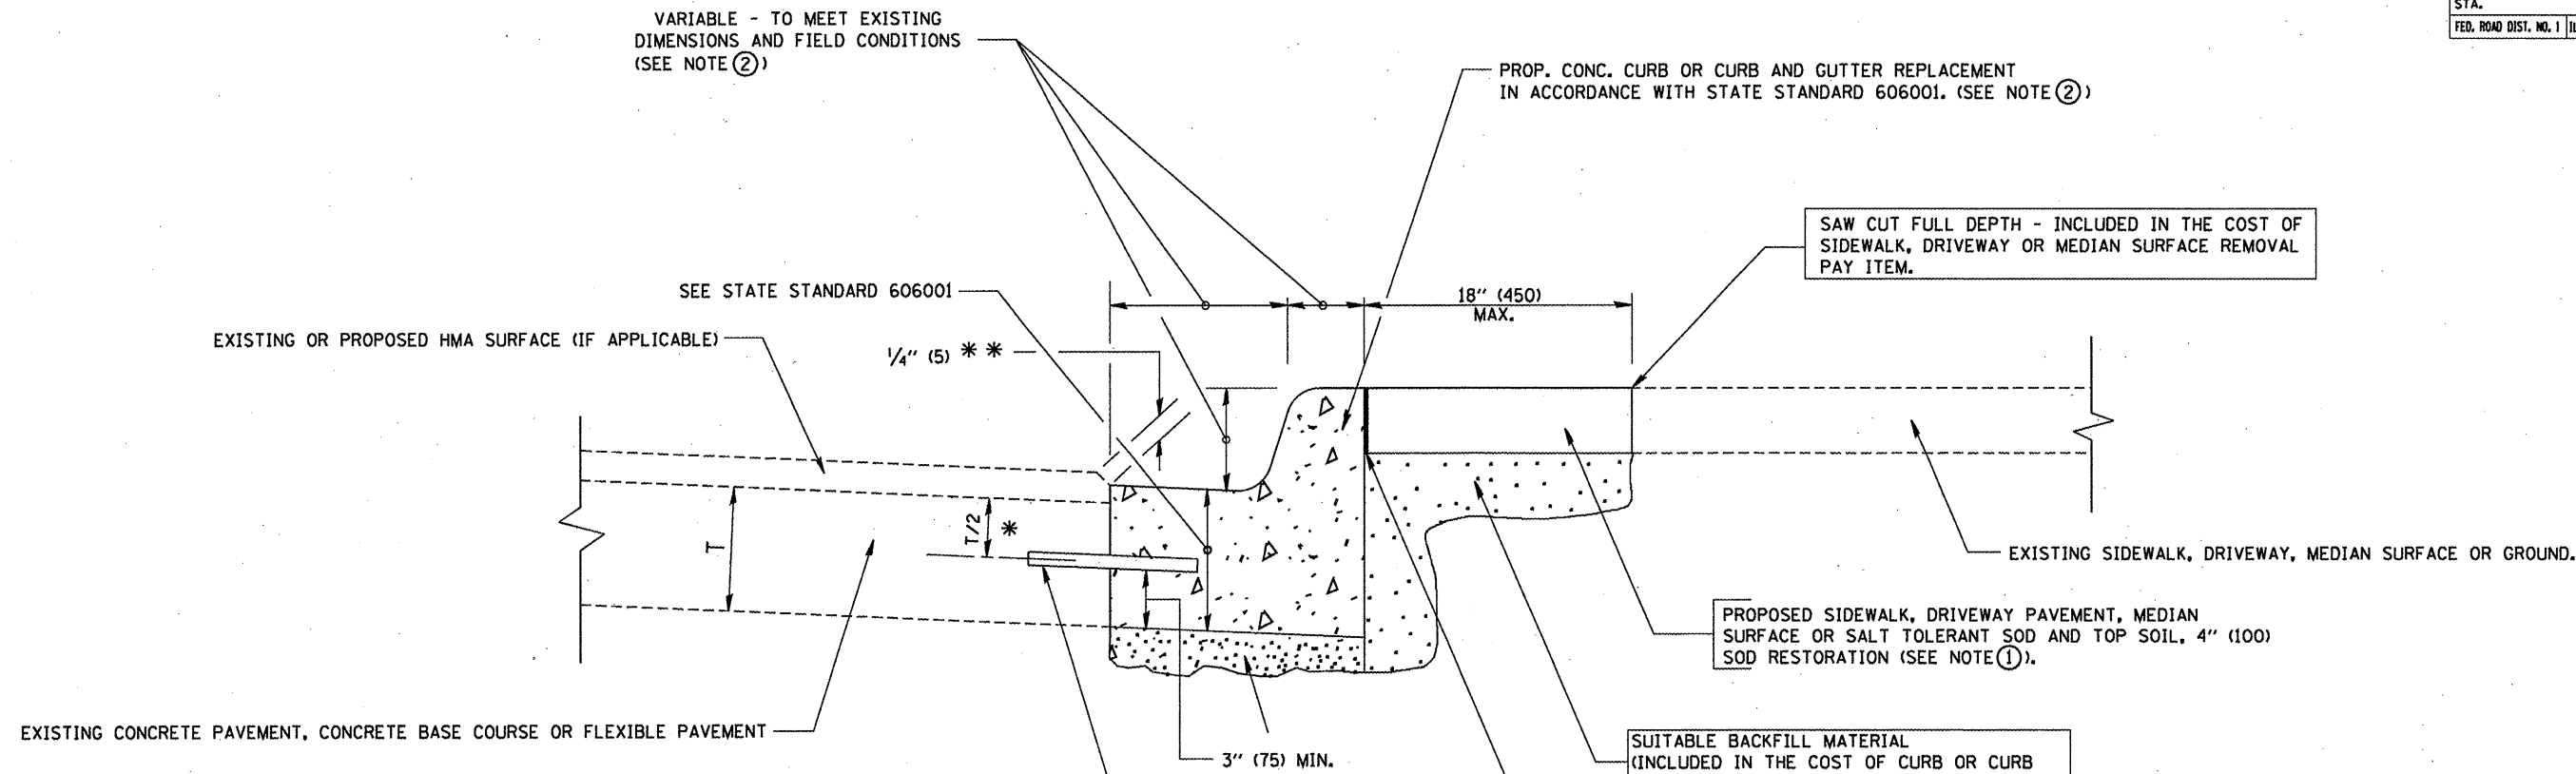 STA.
FED. ROAD DIST. NO. 1
VARIABLE - TO MEET EXISTING
DIMENSIONS AND FIELD CONDITIONS
(SEE NOTE ②)
PROP. CONC. CURB OR CURB AND GUTTER REPLACEMENT
IN ACCORDANCE WITH STATE STANDARD 606001. (SEE NOTE ②)
SAW CUT FULL DEPTH - INCLUDED IN THE COST OF
SIDEWALK, DRIVEWAY OR MEDIAN SURFACE REMOVAL
PAY ITEM.
SEE STATE STANDARD 606001
18" (450)
MAX.
EXISTING OR PROPOSED HMA SURFACE (IF APPLICABLE)
1/4" (5) * *
T
T/2 *
EXISTING SIDEWALK, DRIVEWAY, MEDIAN SURFACE OR GROUND.
PROPOSED SIDEWALK, DRIVEWAY PAVEMENT, MEDIAN
SURFACE OR SALT TOLERANT SOD AND TOP SOIL, 4" (100)
SOD RESTORATION (SEE NOTE ①).
EXISTING CONCRETE PAVEMENT, CONCRETE BASE COURSE OR FLEXIBLE PAVEMENT
3" (75) MIN.
SUITABLE BACKFILL MATERIAL
(INCLUDED IN THE COST OF CURB OR CURB